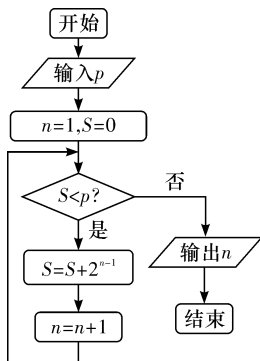 开始
输入p
n=1,S=0
S<p?
否
是
S=S+2^{n-1}
输出n
n=n+1
结束